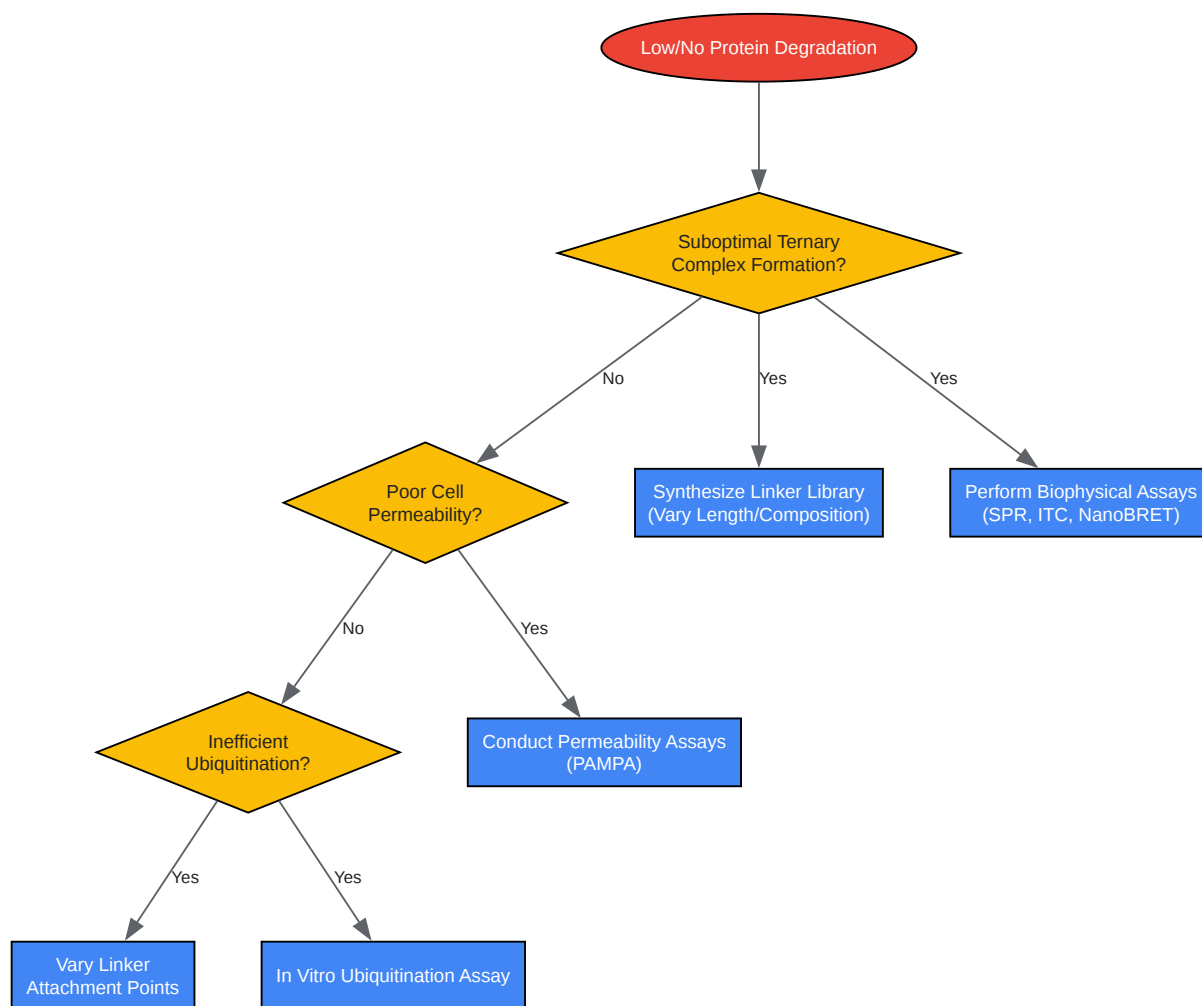 Low/No Protein Degradation
Suboptimal Ternary
Complex Formation?
No
Yes
Yes
Poor Cell
Permeability?
Synthesize Linker Library
(Vary Length/Composition)
Perform Biophysical Assays
(SPR, ITC, NanoBRET)
No
Yes
Inefficient
Ubiquitination?
Conduct Permeability Assays
(PAMPA)
Yes
Yes
Vary Linker
Attachment Points
In Vitro Ubiquitination Assay